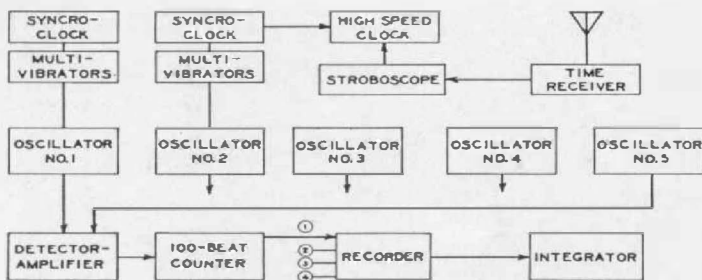 SYNCRO-
CLOCK
SYNCRO-
CLOCK
HIGH SPEED
CLOCK
MULTI-
VIBRATORS
MULTI-
VIBRATORS
STROBOSCOPE
TIME
RECEIVER
OSCILLATOR
NO.1
OSCILLATOR
NO.2
OSCILLATOR
NO.3
OSCILLATOR
NO.4
OSCILLATOR
NO.5
DETECTOR-
AMPLIFIER
100-BEAT
COUNTER
1
2
3
4
RECORDER
INTEGRATOR